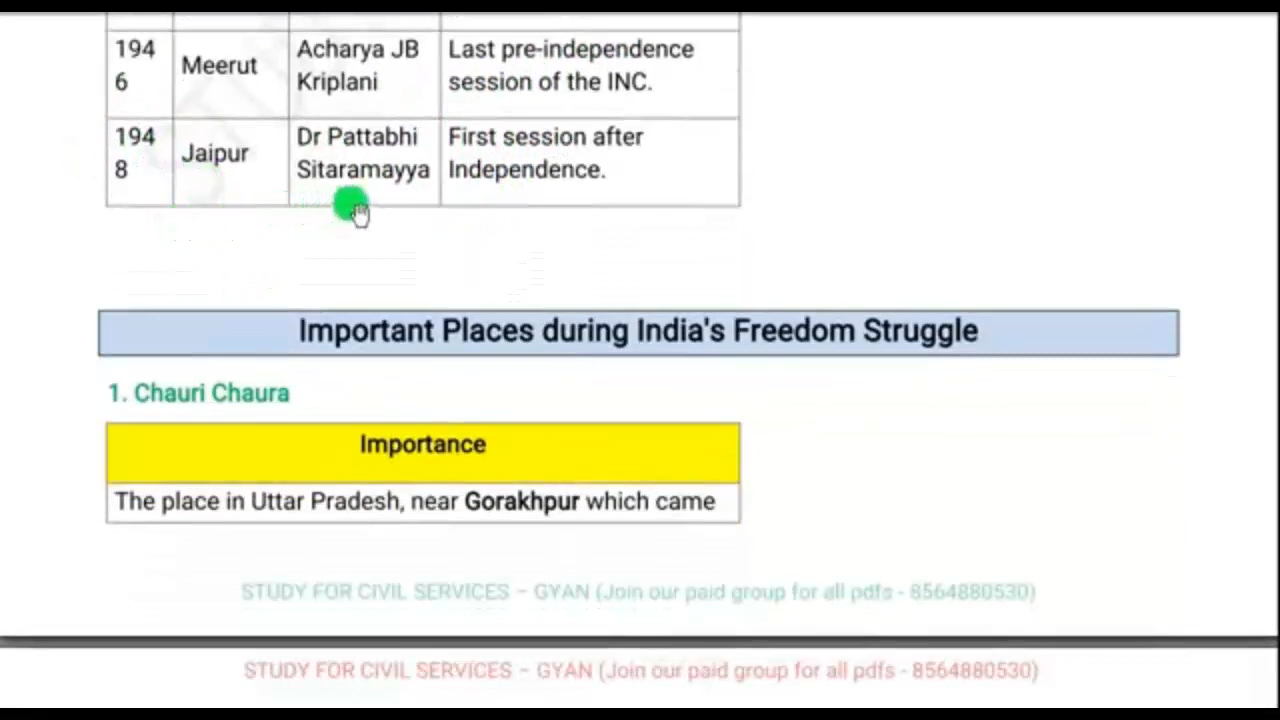 194 Meerut Acharya JB Last pre-independence
6 Kriplani session of the INC.
194 Jaipur Dr Pattabhi First session after
8 Sitaramayya Independence.
Important Places during India's Freedom Struggle
1. Chauri Chaura
Importance
The place in Uttar Pradesh, near Gorakhpur which came
STUDY FOR CIVIL SERVICES – GYAN (Join our paid group for all pdfs - 8564880530)
STUDY FOR CIVIL SERVICES – GYAN (Join our paid group for all pdfs - 8564880530)